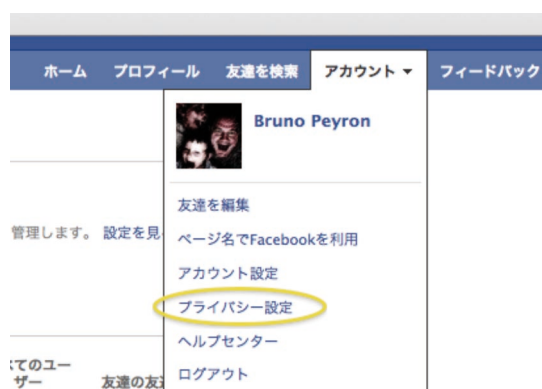 ホーム プロフィール 友達を検索 アカウント ▼ フィードバック
Bruno Peyron
友達を編集
管理します。 設定を見
ページ名でFacebookを利用
アカウント設定
プライバシー設定
ヘルプセンター
てのユー
ザー 友達の友
ログアウト